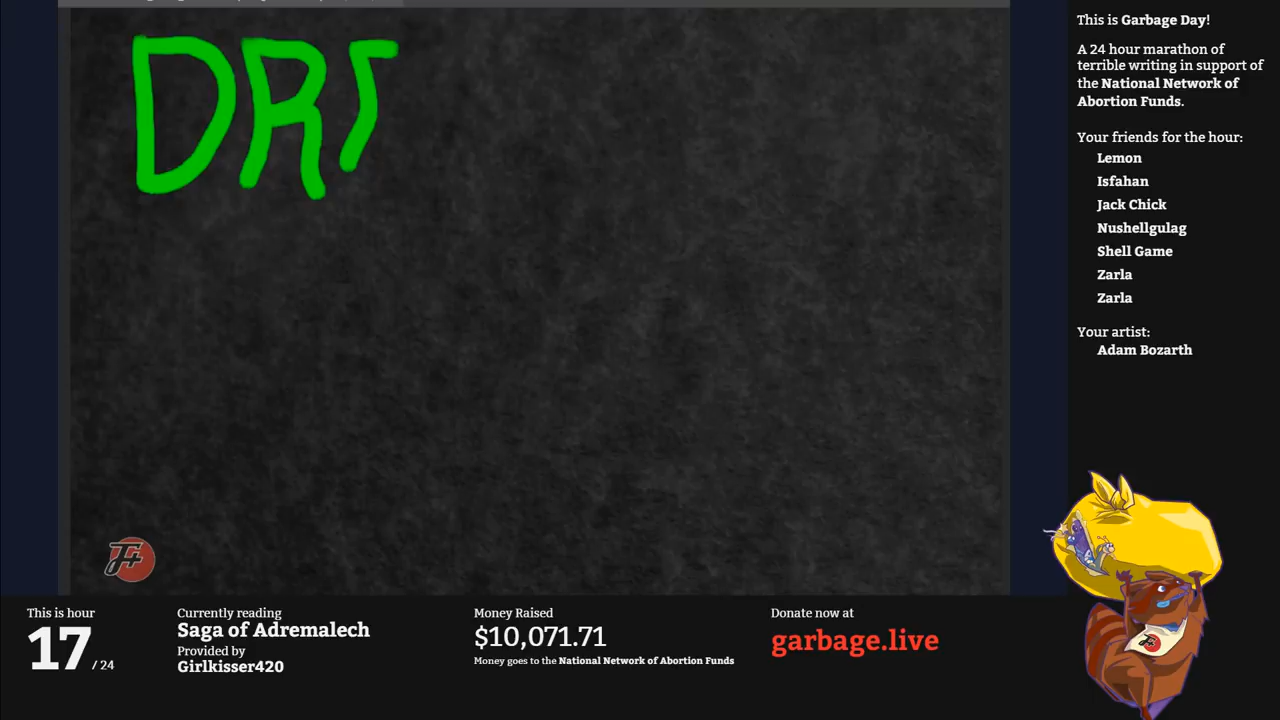 DR
This is Garbage Day!
A 24 hour marathon of
terrible writing in support of
the National Network of
Abortion Funds.
Your friends for the hour:
Lemon
Isfahan
Jack Chick
Nushellgulag
Shell Game
Zarla
Zarla
Your artist:
Adam Bozarth
F+
This is hour
17 / 24
Currently reading
Saga of Adremalech
Provided by
Girlkisser420
Money Raised
$10,071.71
Money goes to the National Network of Abortion Funds
Donate now at
garbage.live